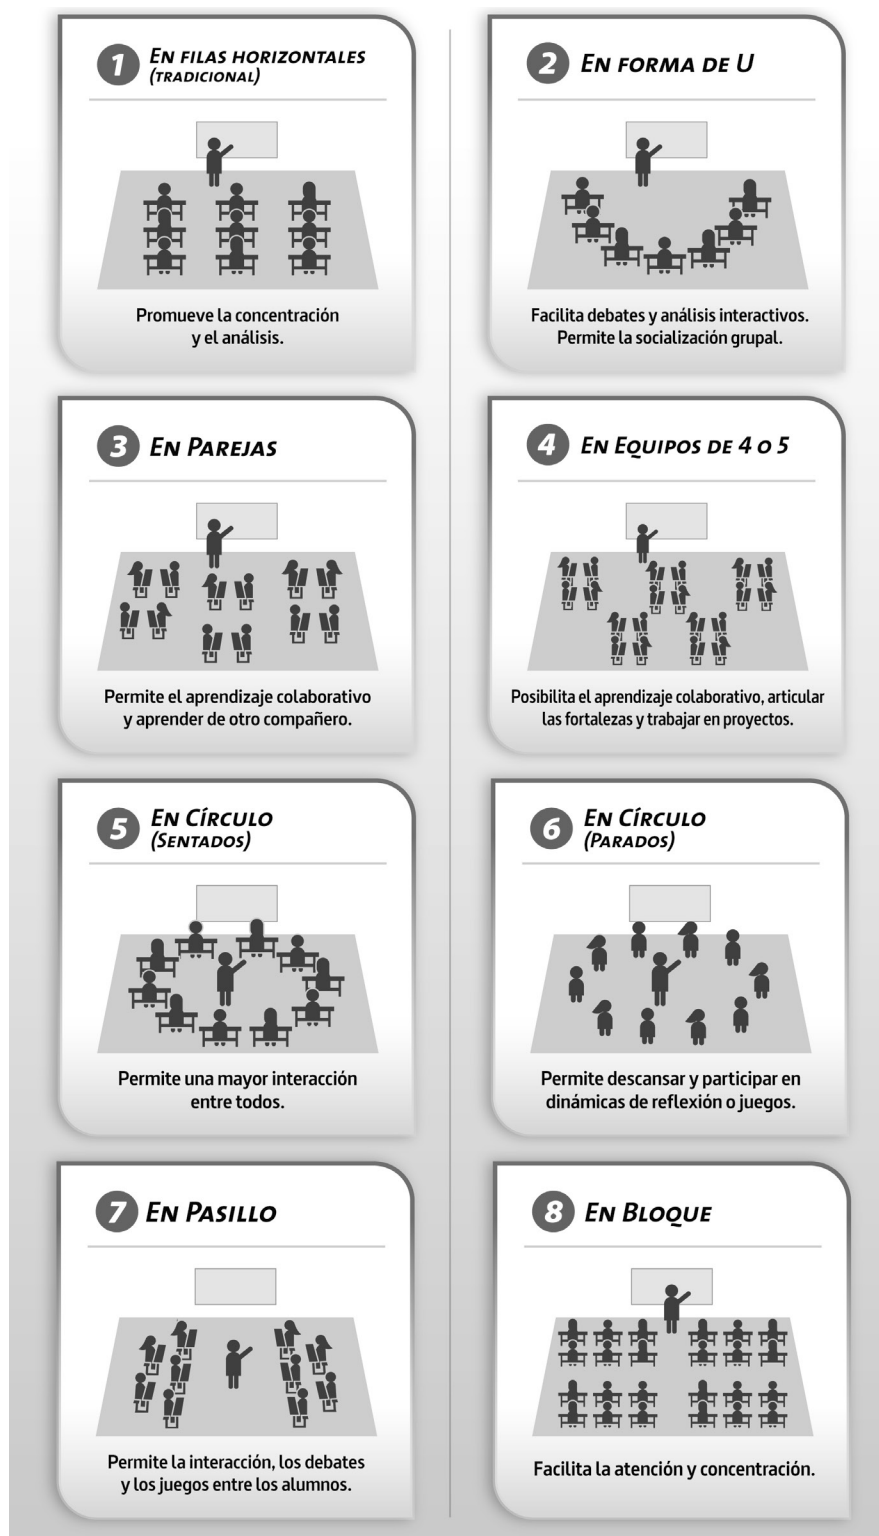 1
En filas horizontales
(tradicional)
Promueve la concentración
y el análisis.
2
En forma de U
Facilita debates y análisis interactivos.
Permite la socialización grupal.
3
En Parejas
Permite el aprendizaje colaborativo
y aprender de otro compañero.
4
En Equipos de 4 o 5
Posibilita el aprendizaje colaborativo, articular
las fortalezas y trabajar en proyectos.
5
En Círculo
(Sentados)
Permite una mayor interacción
entre todos.
6
En Círculo
(Parados)
Permite descansar y participar en
dinámicas de reflexión o juegos.
7
En Pasillo
Permite la interacción, los debates
y los juegos entre los alumnos.
8
En Bloque
Facilita la atención y concentración.